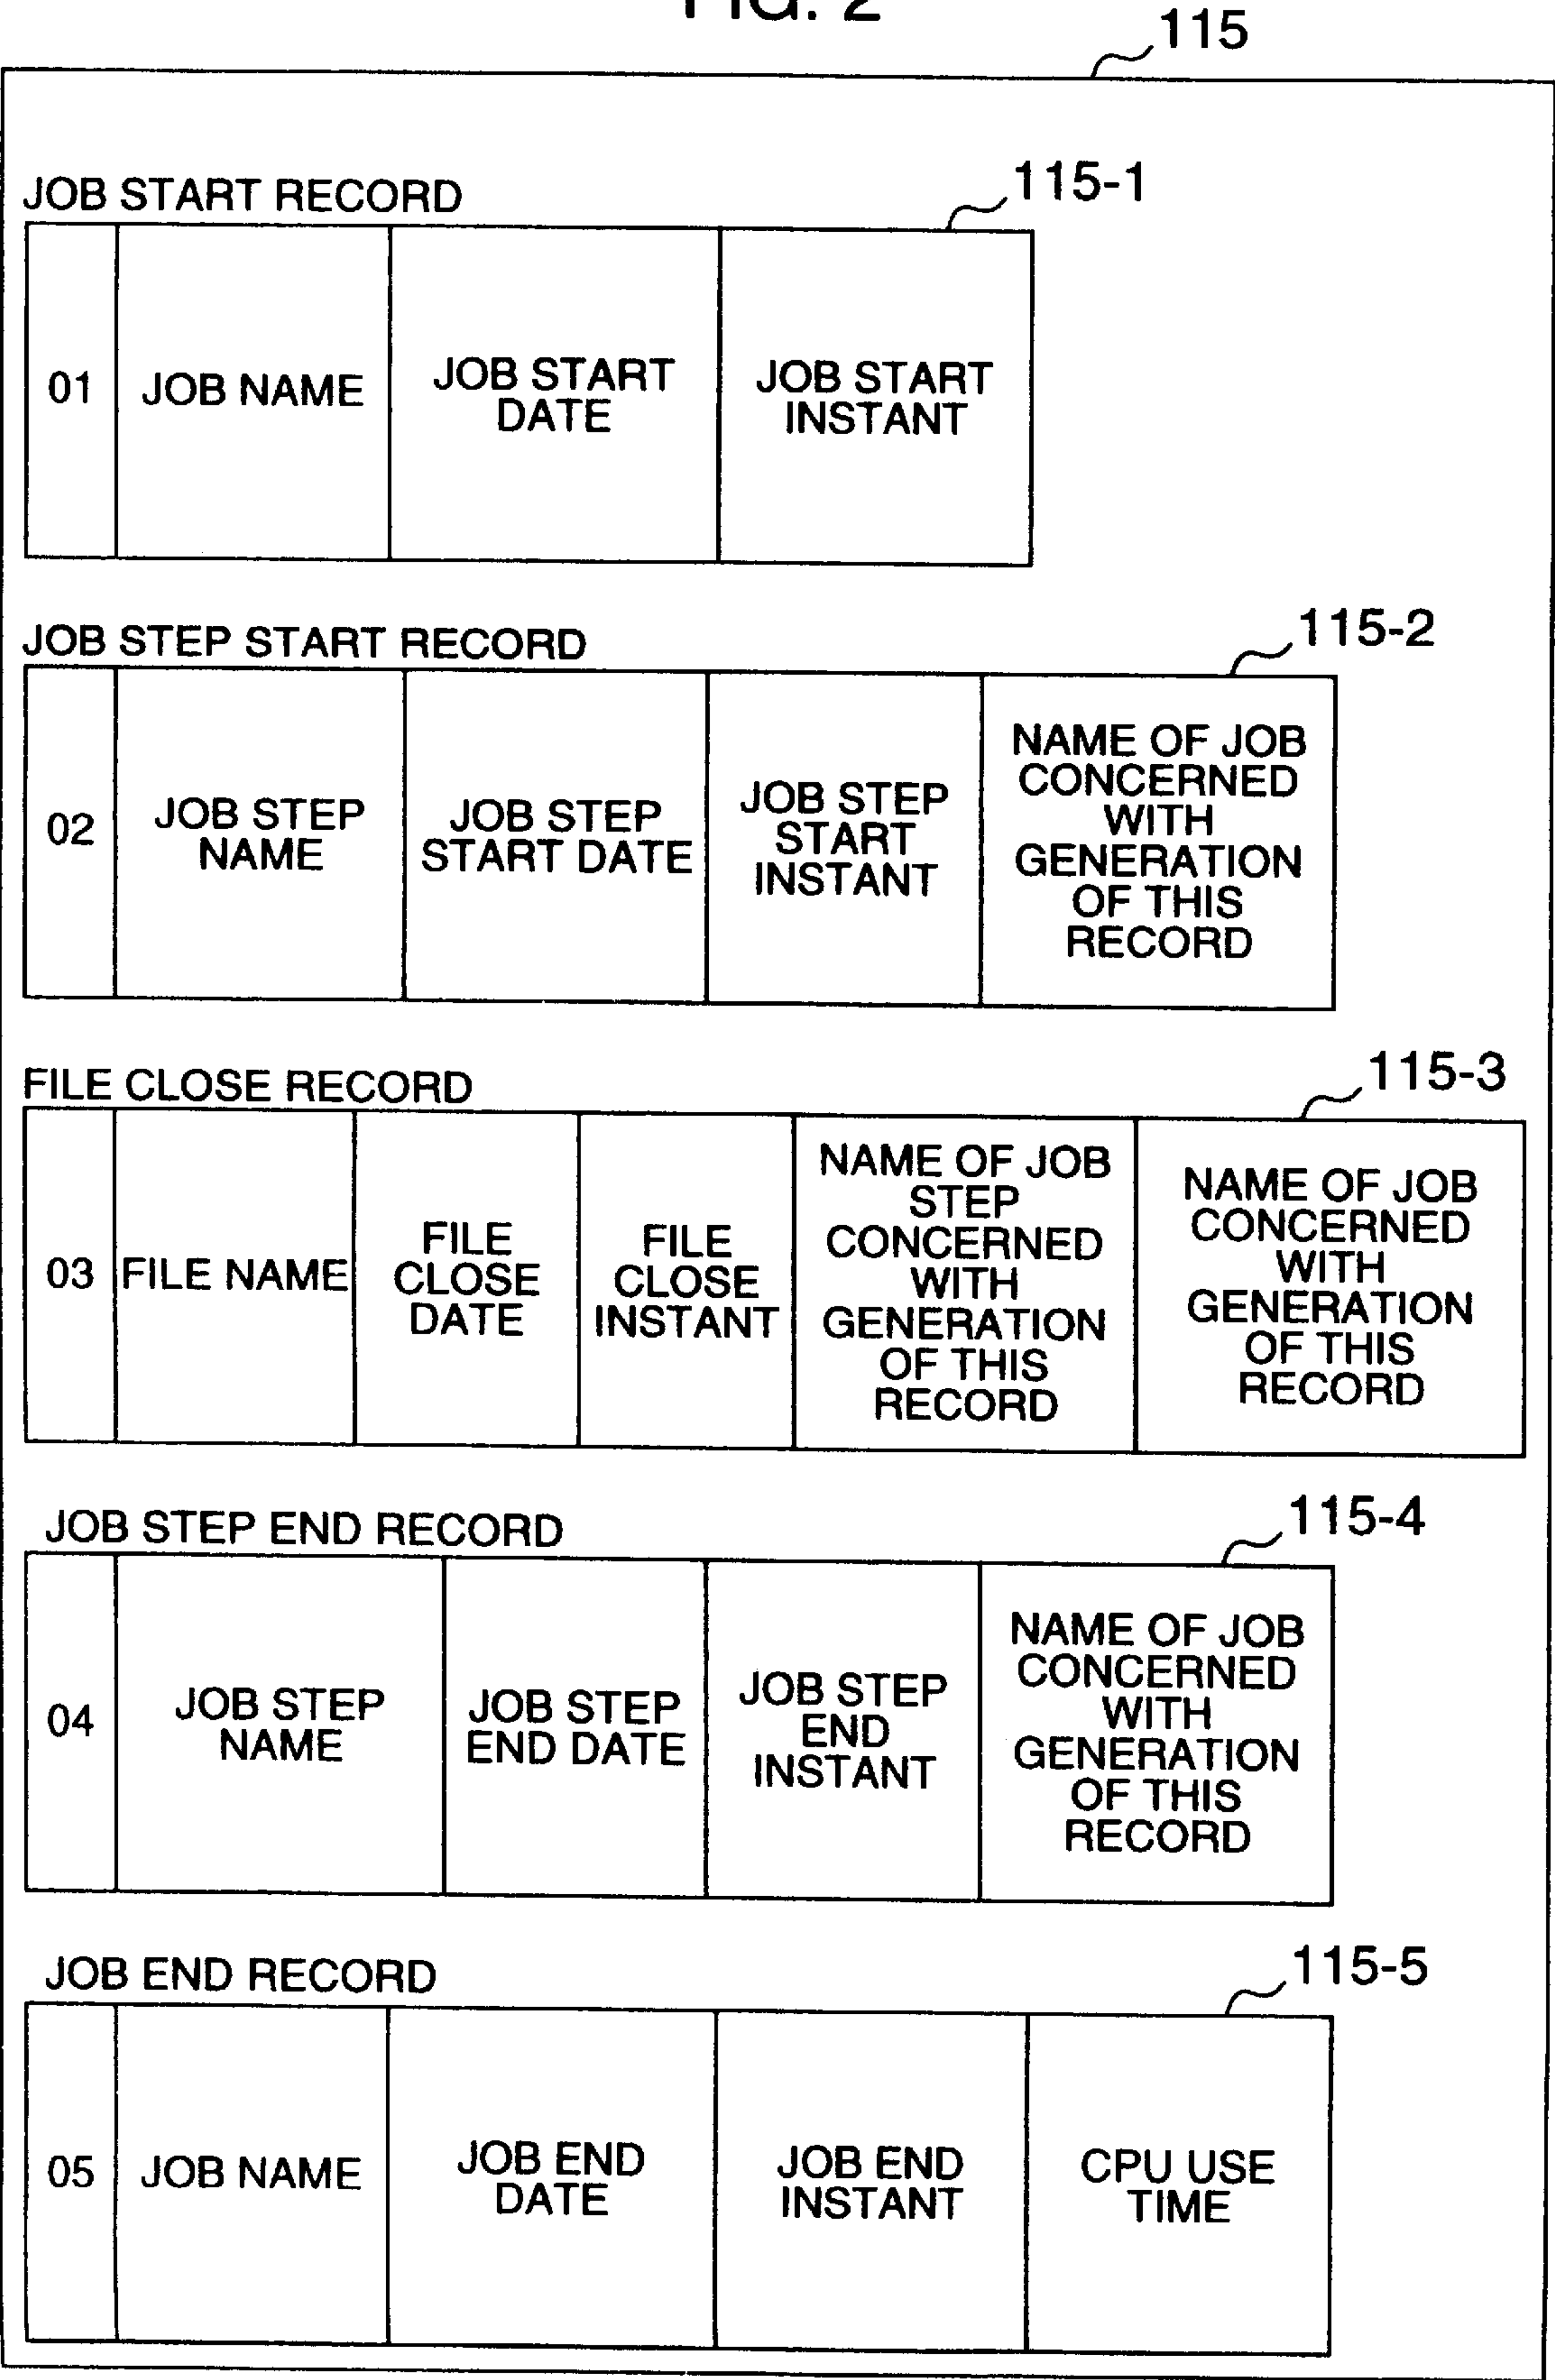 FIG. 2
115
JOB START RECORD
115-1
01
JOB NAME
JOB START
DATE
JOB START
INSTANT
JOB STEP START RECORD
115-2
02
JOB STEP
NAME
JOB STEP
START DATE
JOB STEP
START
INSTANT
NAME OF JOB
CONCERNED
WITH
GENERATION
OF THIS
RECORD
FILE CLOSE RECORD
115-3
03
FILE NAME
FILE
CLOSE
DATE
FILE
CLOSE
INSTANT
NAME OF JOB
STEP
CONCERNED
WITH
GENERATION
OF THIS
RECORD
NAME OF JOB
CONCERNED
WITH
GENERATION
OF THIS
RECORD
JOB STEP END RECORD
115-4
04
JOB STEP
NAME
JOB STEP
END DATE
JOB STEP
END
INSTANT
NAME OF JOB
CONCERNED
WITH
GENERATION
OF THIS
RECORD
JOB END RECORD
115-5
05
JOB NAME
JOB END
DATE
JOB END
INSTANT
CPU USE
TIME